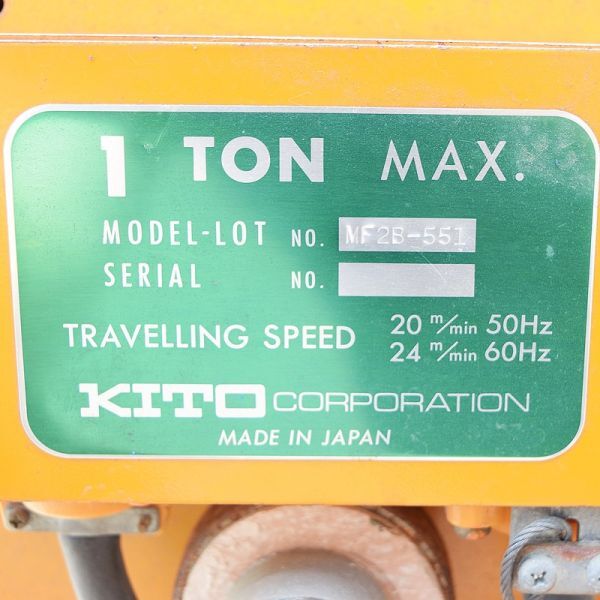 1 TON MAX.
MODEL-LOT NO. MF2B-551
SERIAL NO.
TRAVELLING SPEED 20 m/min 50Hz
24 m/min 60Hz
KITO CORPORATION
MADE IN JAPAN